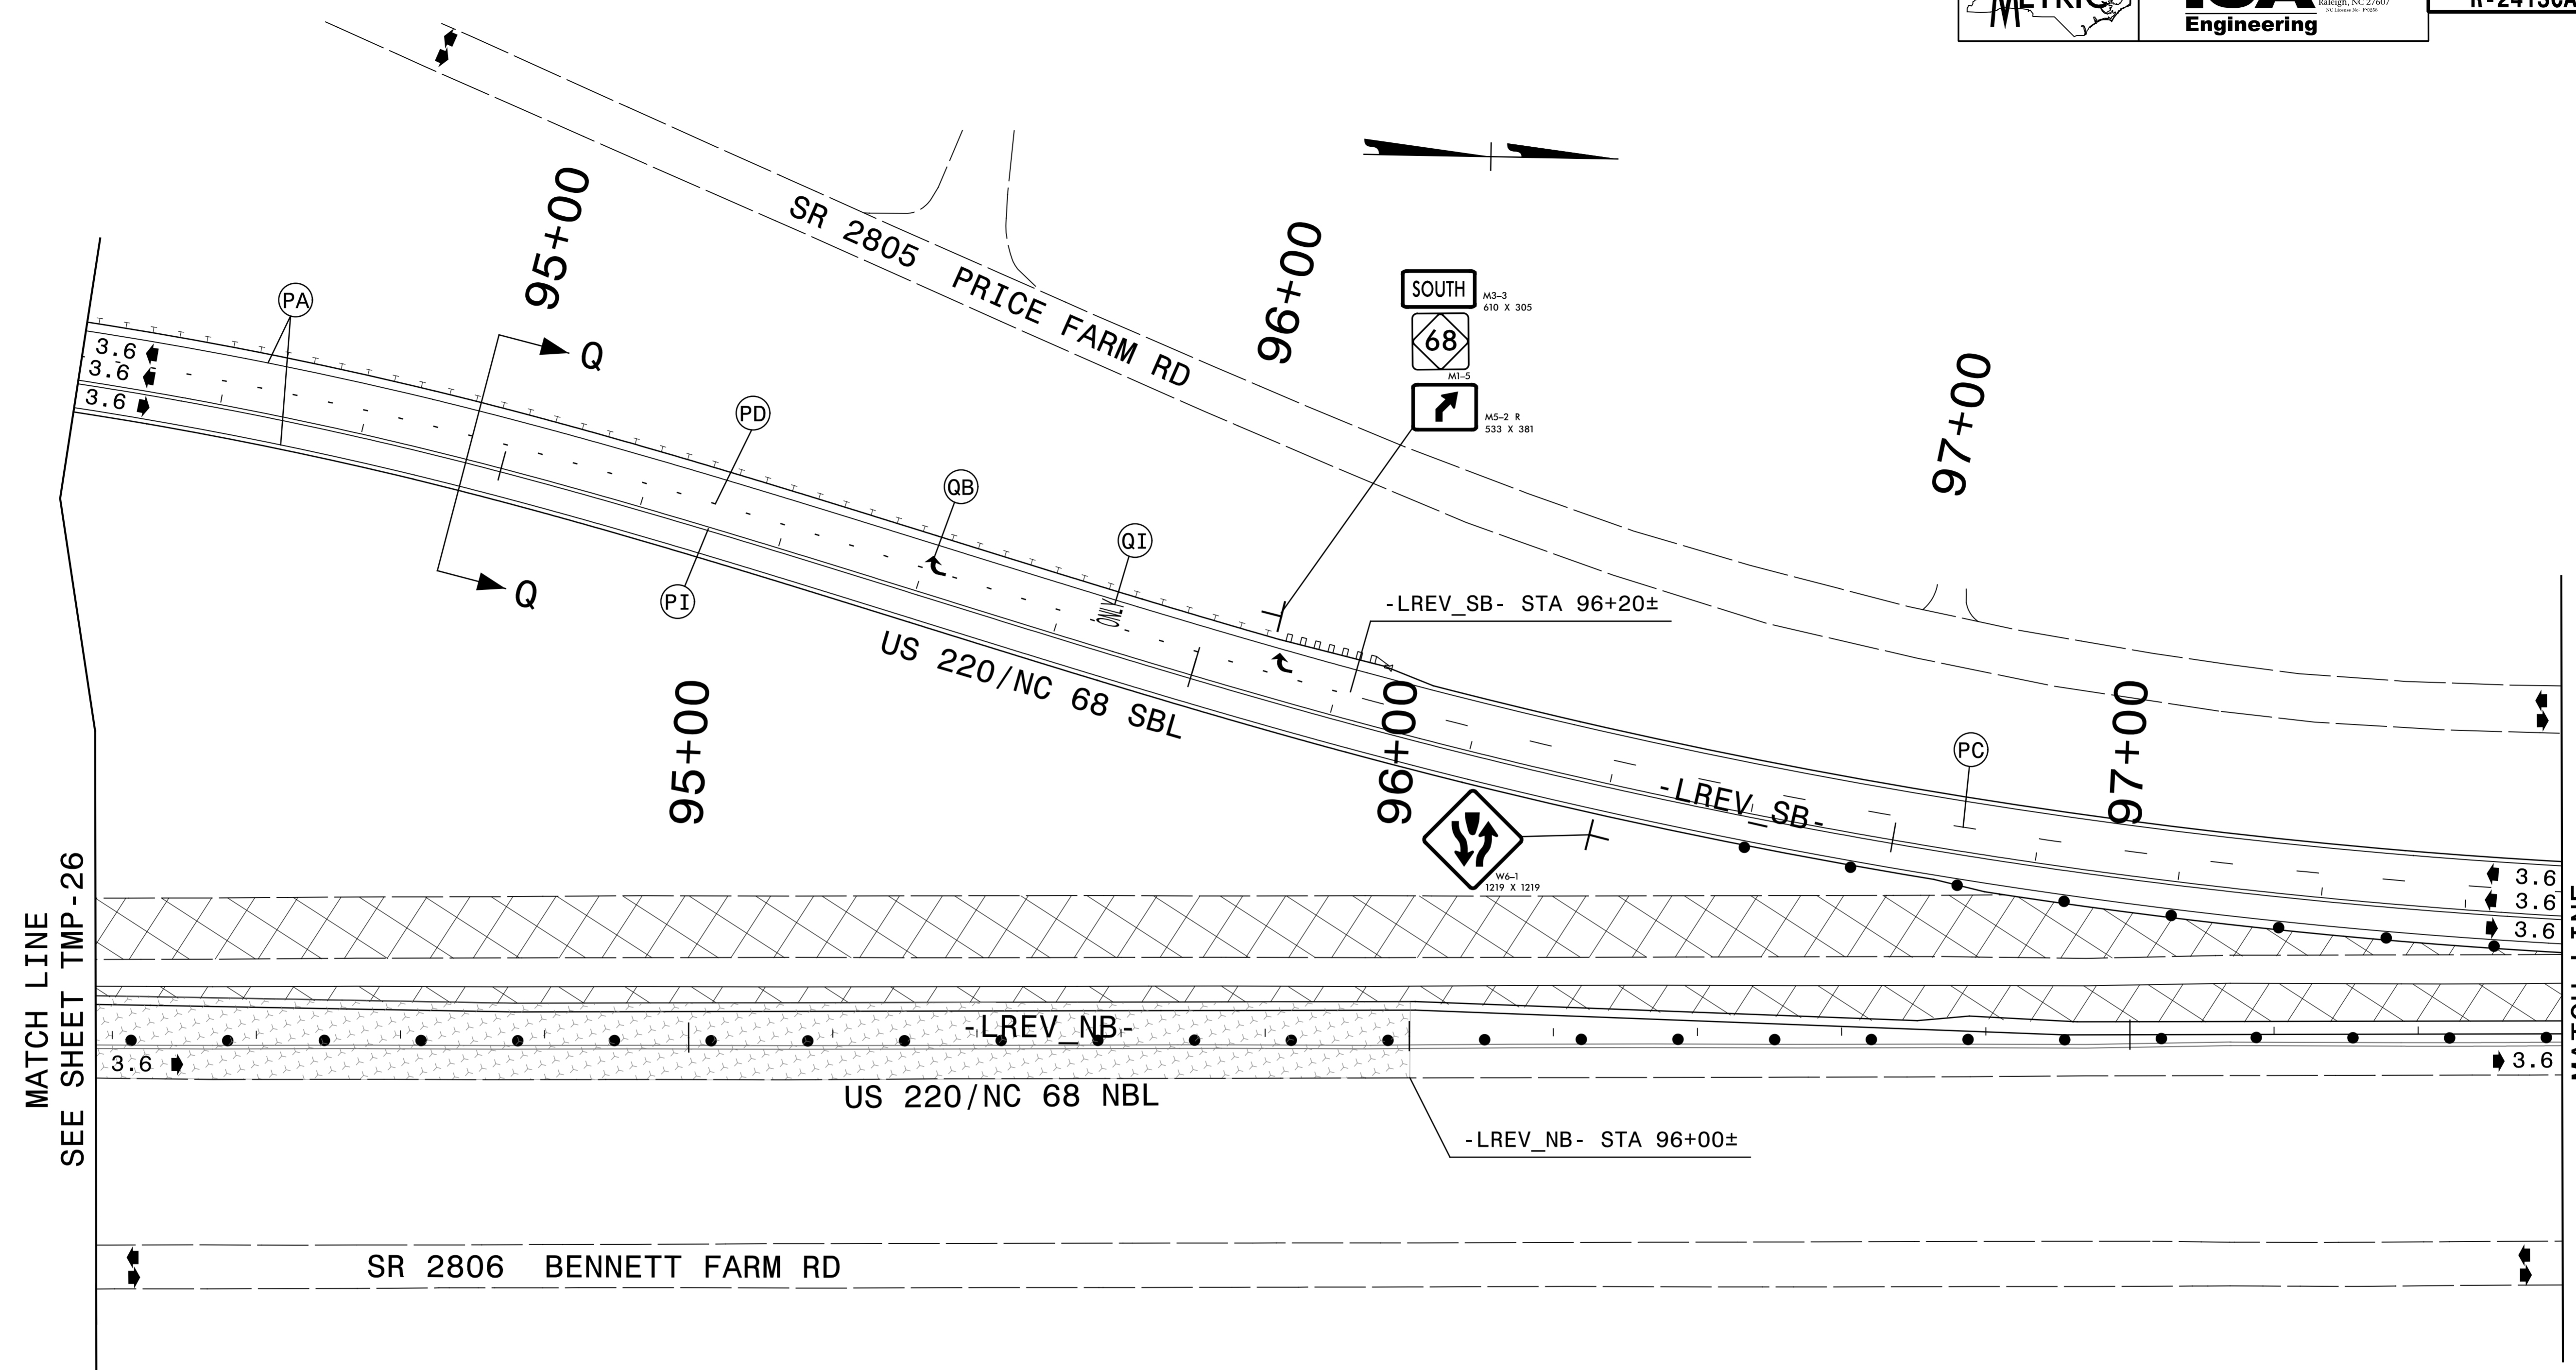 METRIC
Engineering
Raleigh, NC 27607
95+00
96+00
97+00
SR 2805 PRICE FARM RD
SOUTH
M3-3
610 X 305
68
M1-5
M5-2 R
533 X 381
PA
Q
PD
QB
QI
PI
Q
PC
3.6
3.6
3.6
ONLY
-LREV_SB- STA 96+20±
US 220/NC 68 SBL
-LREV_SB-
95+00
96+00
97+00
W6-1
1219 X 1219
3.6
3.6
3.6
MATCH LINE
SEE SHEET TMP-26
-LREV_NB-
3.6
3.6
US 220/NC 68 NBL
-LREV_NB- STA 96+00±
SR 2806 BENNETT FARM RD